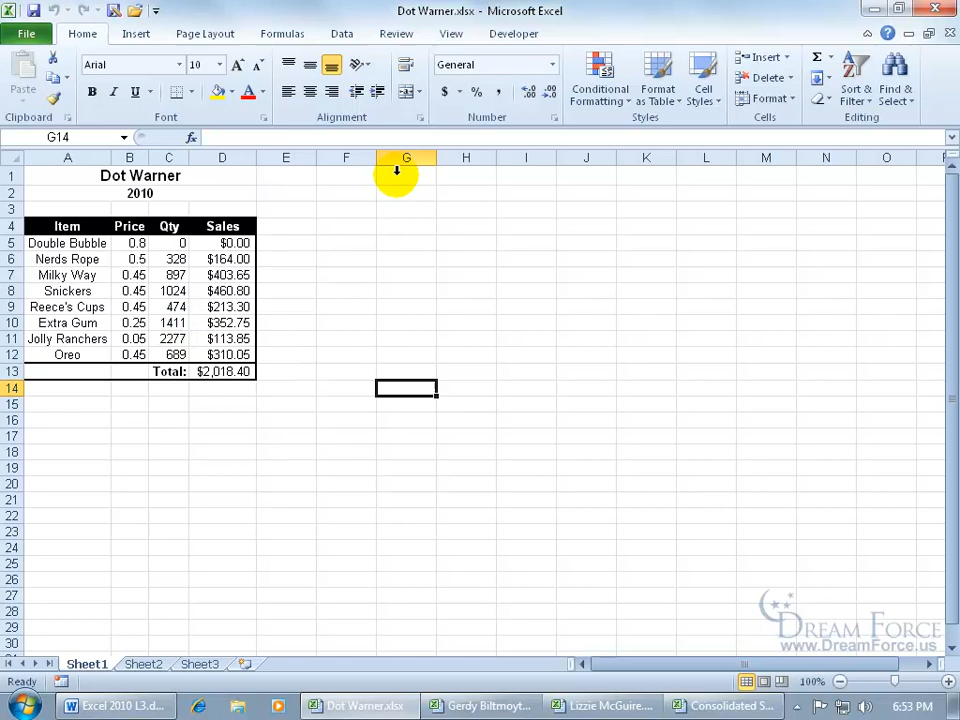 Dot Warner.xlsx - Microsoft Excel
File Home Insert Page Layout Formulas Data Review View Developer
Paste Arial 10 General Conditional Formatting Format as Table Cell Styles Insert Delete Format Sort & Filter Find & Select
Clipboard Font Alignment Number Styles Cells Editing
G14 fx
A B C D E F G H I J K L M N O
1 Dot Warner
2 2010
3
4 Item Price Qty Sales
5 Double Bubble 0.8 0 $0.00
6 Nerds Rope 0.5 328 $164.00
7 Milky Way 0.45 897 $403.65
8 Snickers 0.45 1024 $460.80
9 Reece's Cups 0.45 474 $213.30
10 Extra Gum 0.25 1411 $352.75
11 Jolly Ranchers 0.05 2277 $113.85
12 Oreo 0.45 689 $310.05
13 Total: $2,018.40
14
15
16
17
18
19
20
21
22
23
24
25
26
27
28
29
30
DREAM FORCE
www.DreamForce.us
Sheet1 Sheet2 Sheet3
Ready 100%
Excel 2010 L3.d... Dot Warner.xlsx Gerdy Biltmoyt... Lizzie McGuire.... Consolidated S... 6:53 PM